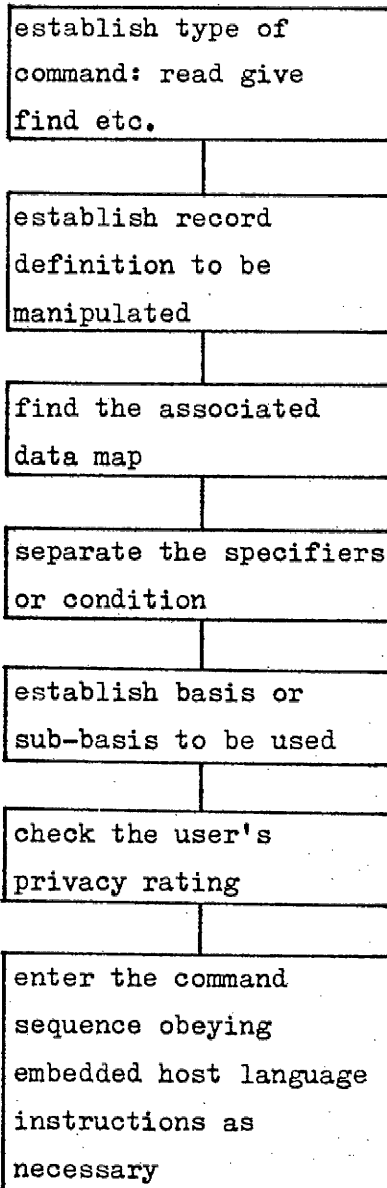 establish type of
command: read give
find etc.
establish record
definition to be
manipulated
find the associated
data map
separate the specifiers
or condition
establish basis or
sub-basis to be used
check the user's
privacy rating
enter the command
sequence obeying
embedded host language
instructions as
necessary